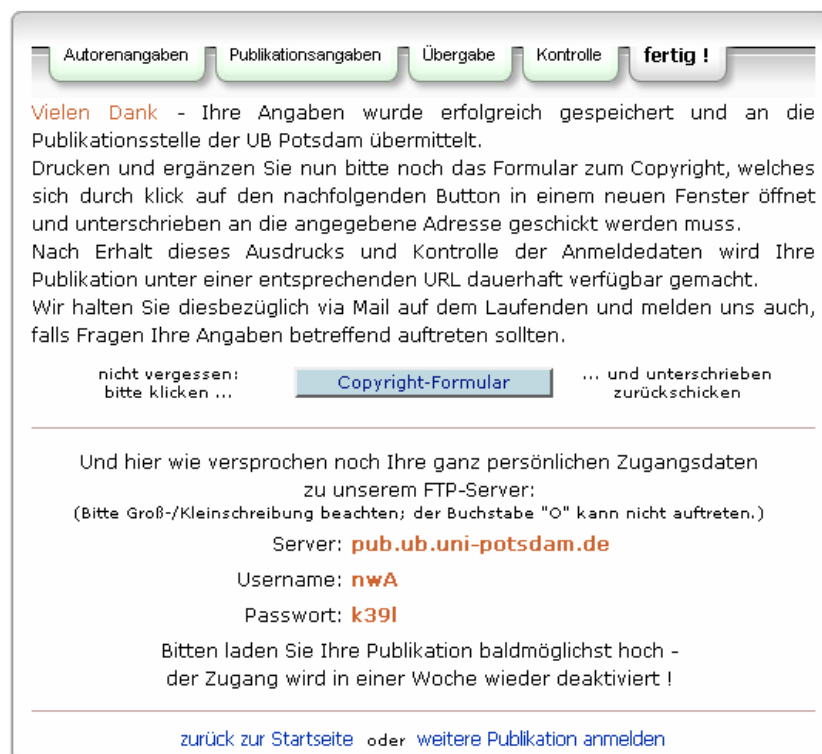 Autorenangaben Publikationsangaben Übergabe Kontrolle fertig !
Vielen Dank - Ihre Angaben wurde erfolgreich gespeichert und an die
Publikationsstelle der UB Potsdam übermittelt.
Drucken und ergänzen Sie nun bitte noch das Formular zum Copyright, welches
sich durch klick auf den nachfolgenden Button in einem neuen Fenster öffnet
und unterschrieben an die angegebene Adresse geschickt werden muss.
Nach Erhalt dieses Ausdrucks und Kontrolle der Anmeldedaten wird Ihre
Publikation unter einer entsprechenden URL dauerhaft verfügbar gemacht.
Wir halten Sie diesbezüglich via Mail auf dem Laufenden und melden uns auch,
falls Fragen Ihre Angaben betreffend auftreten sollten.
nicht vergessen:
bitte klicken ...
Copyright-Formular
... und unterschrieben
zurückschicken
Und hier wie versprochen noch Ihre ganz persönlichen Zugangsdaten
zu unserem FTP-Server:
(Bitte Groß-/Kleinschreibung beachten; der Buchstabe "O" kann nicht auftreten.)
Server: pub.ub.uni-potsdam.de
Username: nwA
Passwort: k39l
Bitten laden Sie Ihre Publikation baldmöglichst hoch -
der Zugang wird in einer Woche wieder deaktiviert !
zurück zur Startseite oder weitere Publikation anmelden